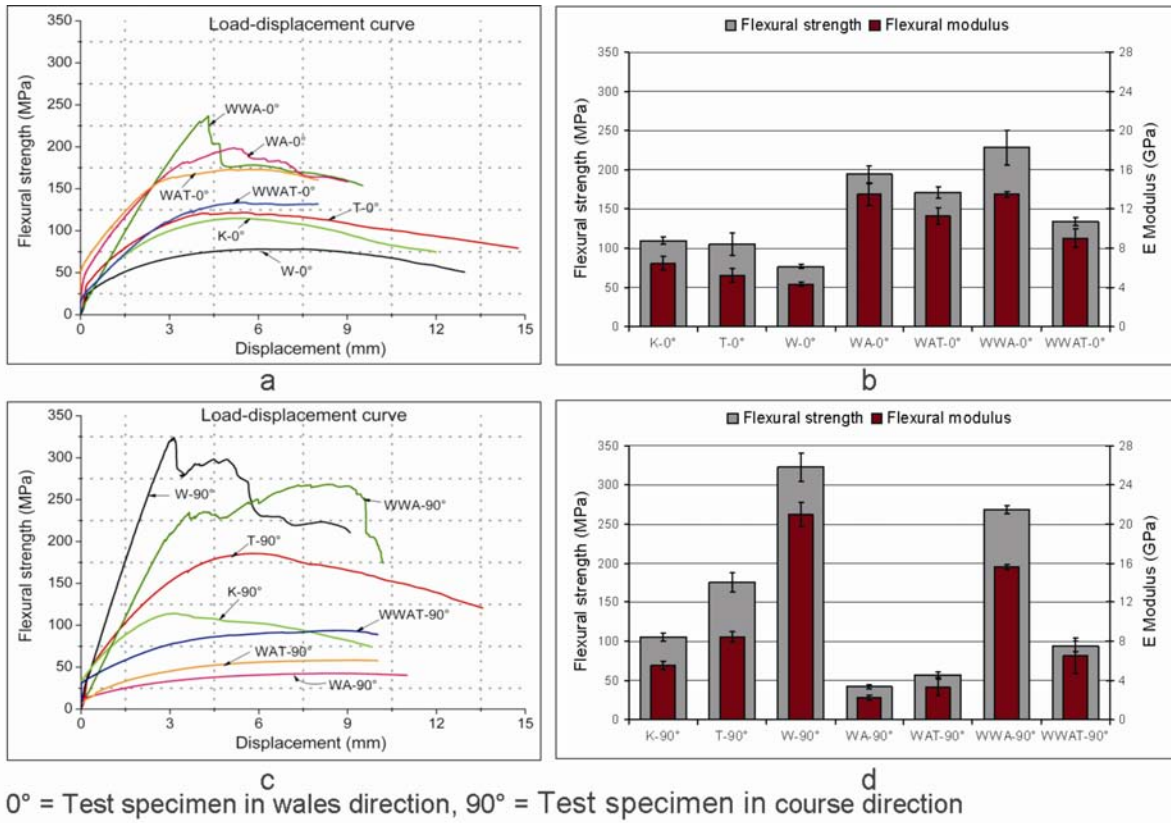 Load-displacement curve
Flexural strength (MPa)
350
300
250
200
150
100
50
0
WWA-0°
WA-0°
WAT-0°
WWAT-0°
T-0°
K-0°
W-0°
0 3 6 9 12 15
Displacement (mm)
a
Flexural strength Flexural modulus
Flexural strength (MPa)
350
300
250
200
150
100
50
0
28
24
20
16
12
8
4
0
E Modulus (GPa)
K-0° T-0° W-0° WA-0° WAT-0° WWA-0° WWAT-0°
b
Load-displacement curve
Flexural strength (MPa)
350
300
250
200
150
100
50
0
W-90°
WWA-90°
T-90°
K-90°
WWAT-90°
WAT-90°
WA-90°
0 3 6 9 12 15
Displacement (mm)
c
Flexural strength Flexural modulus
Flexural strength (MPa)
350
300
250
200
150
100
50
0
28
24
20
16
12
8
4
0
E Modulus (GPa)
K-90° T-90° W-90° WA-90° WAT-90° WWA-90° WWAT-90°
d
0° = Test specimen in wales direction, 90° = Test specimen in course direction